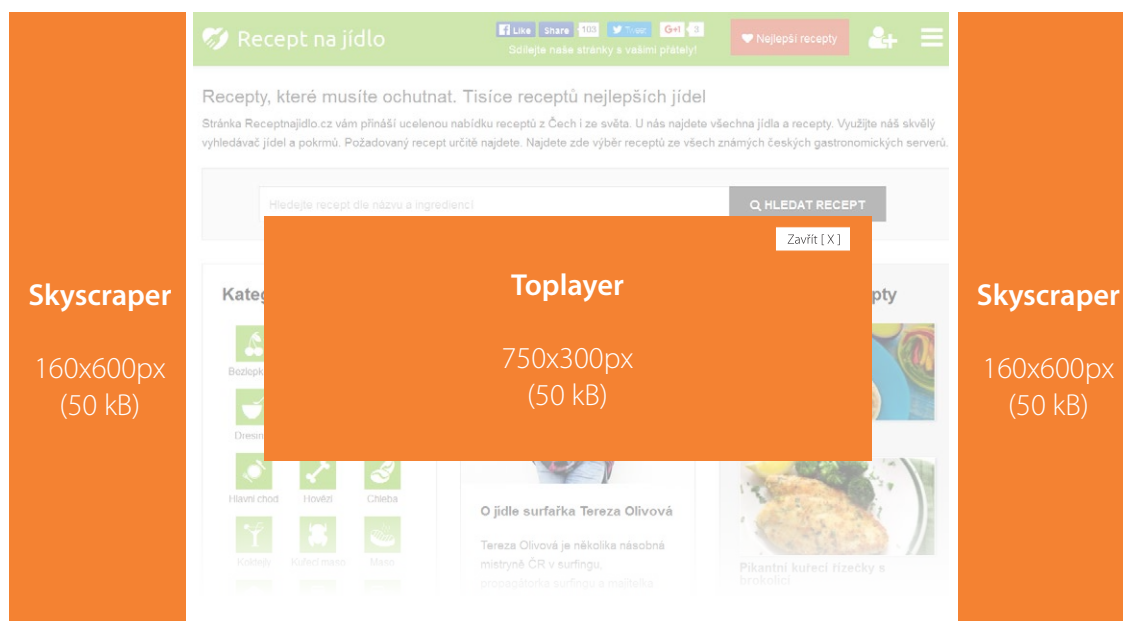 Recept na jídlo
Like Share 103 Tweet G+1 3
Sdílejte naše stránky s vašimi přáteli!
Nejlepší recepty
Recepty, které musíte ochutnat. Tisíce receptů nejlepších jídel
Stránka Receptnajidlo.cz vám přináší ucelenou nabídku receptů z Čech i ze světa. U nás najdete všechna jídla a recepty. Využijte náš skvělý
vyhledávač jídel a pokrmů. Požadovaný recept určitě najdete. Najdete zde výběr receptů ze všech známých českých gastronomických serverů.
Hledejte recept dle názvu a ingrediencí
HLEDAT RECEPT
Zavřít [ X ]
Toplayer
750x300px
(50 kB)
Skyscraper
160x600px
(50 kB)
Skyscraper
160x600px
(50 kB)
Hlavní chod Hovězí Chleba
Koktejly Kuřecí maso Maso
O jídle surfařka Tereza Olivová
Tereza Olivová je několika násobná
mistryně ČR v surfingu,
propagátorka surfingu a majitelka
Pikantní kuřecí řízečky s
brokolicí